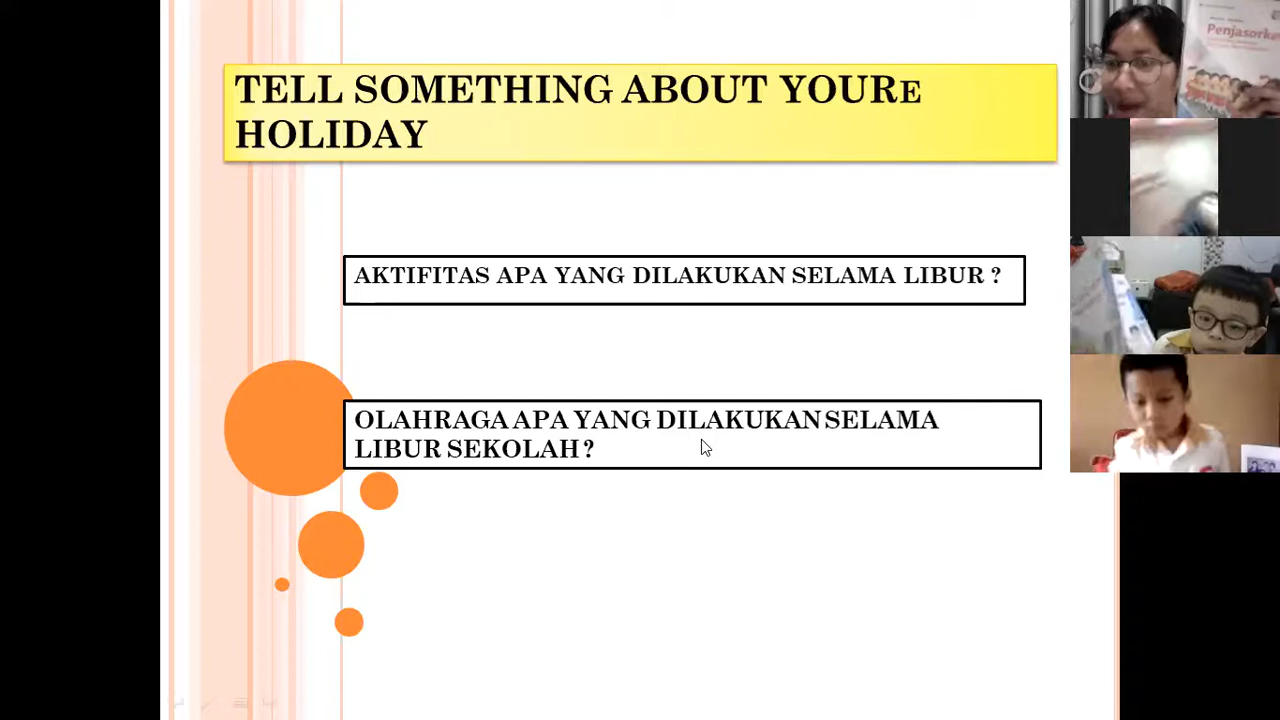 TELL SOMETHING ABOUT YOURE
HOLIDAY
AKTIFITAS APA YANG DILAKUKAN SELAMA LIBUR ?
OLAHRAGA APA YANG DILAKUKAN SELAMA
LIBUR SEKOLAH ?
Penjasorke